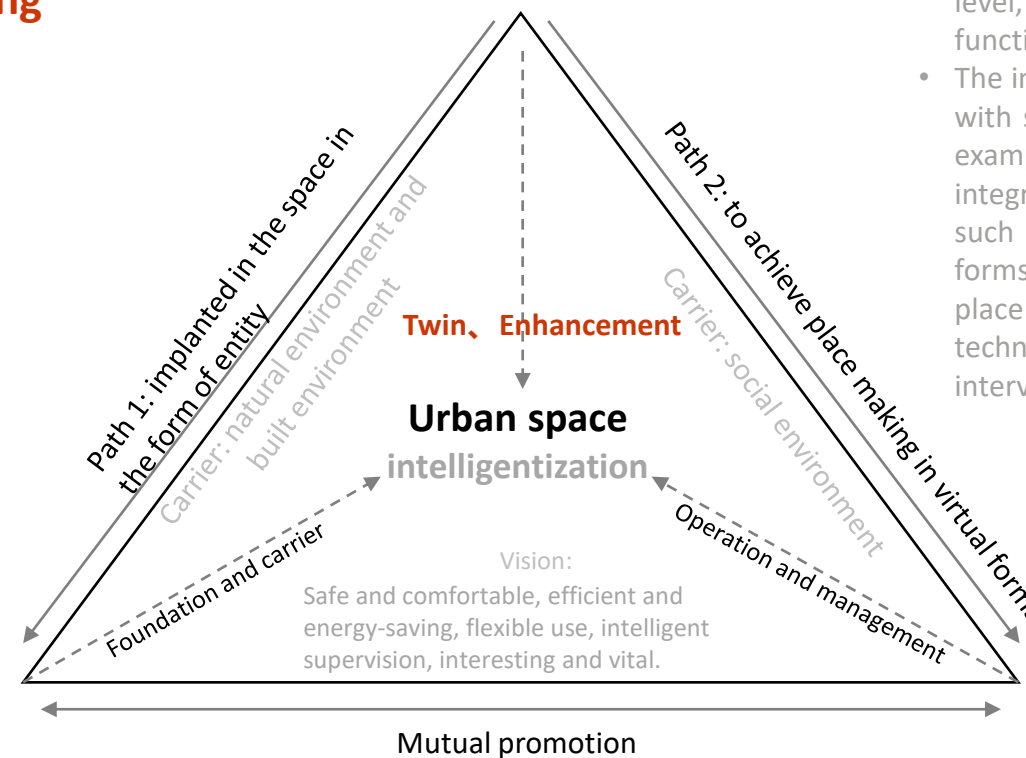 ng
level,
functi
• The in
with s
exam
integr
such
forms
place
techn
interv
Path 1: implanted in the space in
the form of entity
Carrier: natural environment and
built environment
Path 2: to achieve place making in virtual form
Carrier: social environment
Twin、Enhancement
Urban space
intelligentization
Foundation and carrier
Operation and management
Vision:
Safe and comfortable, efficient and
energy-saving, flexible use, intelligent
supervision, interesting and vital.
Mutual promotion